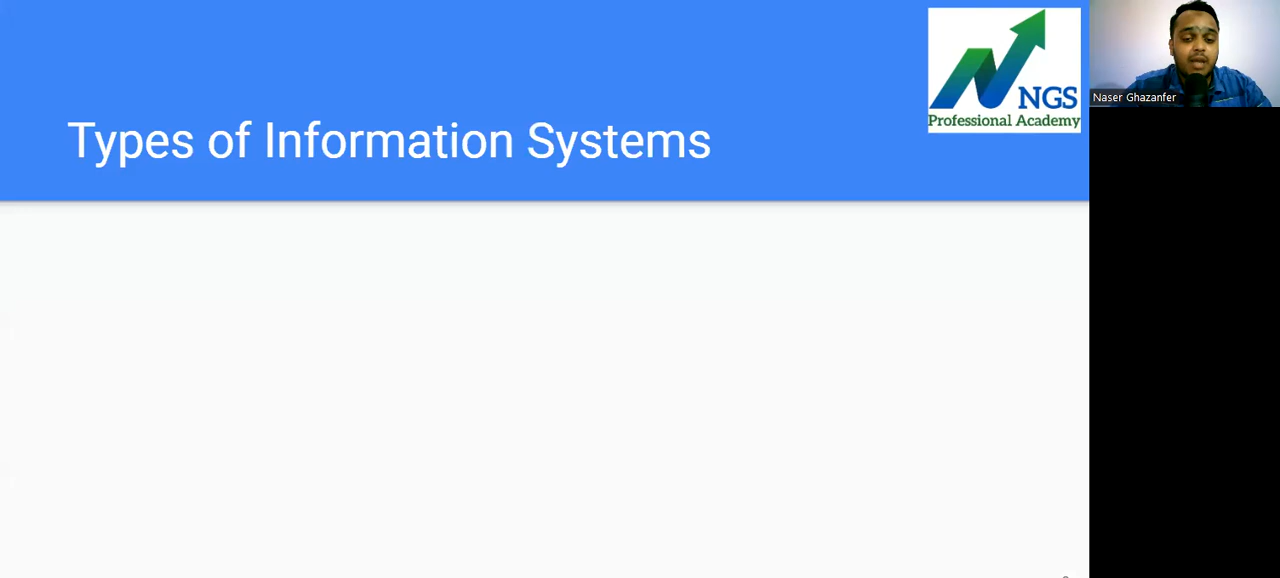 NGS
Professional Academy
Types of Information Systems
Naser Ghazanfer